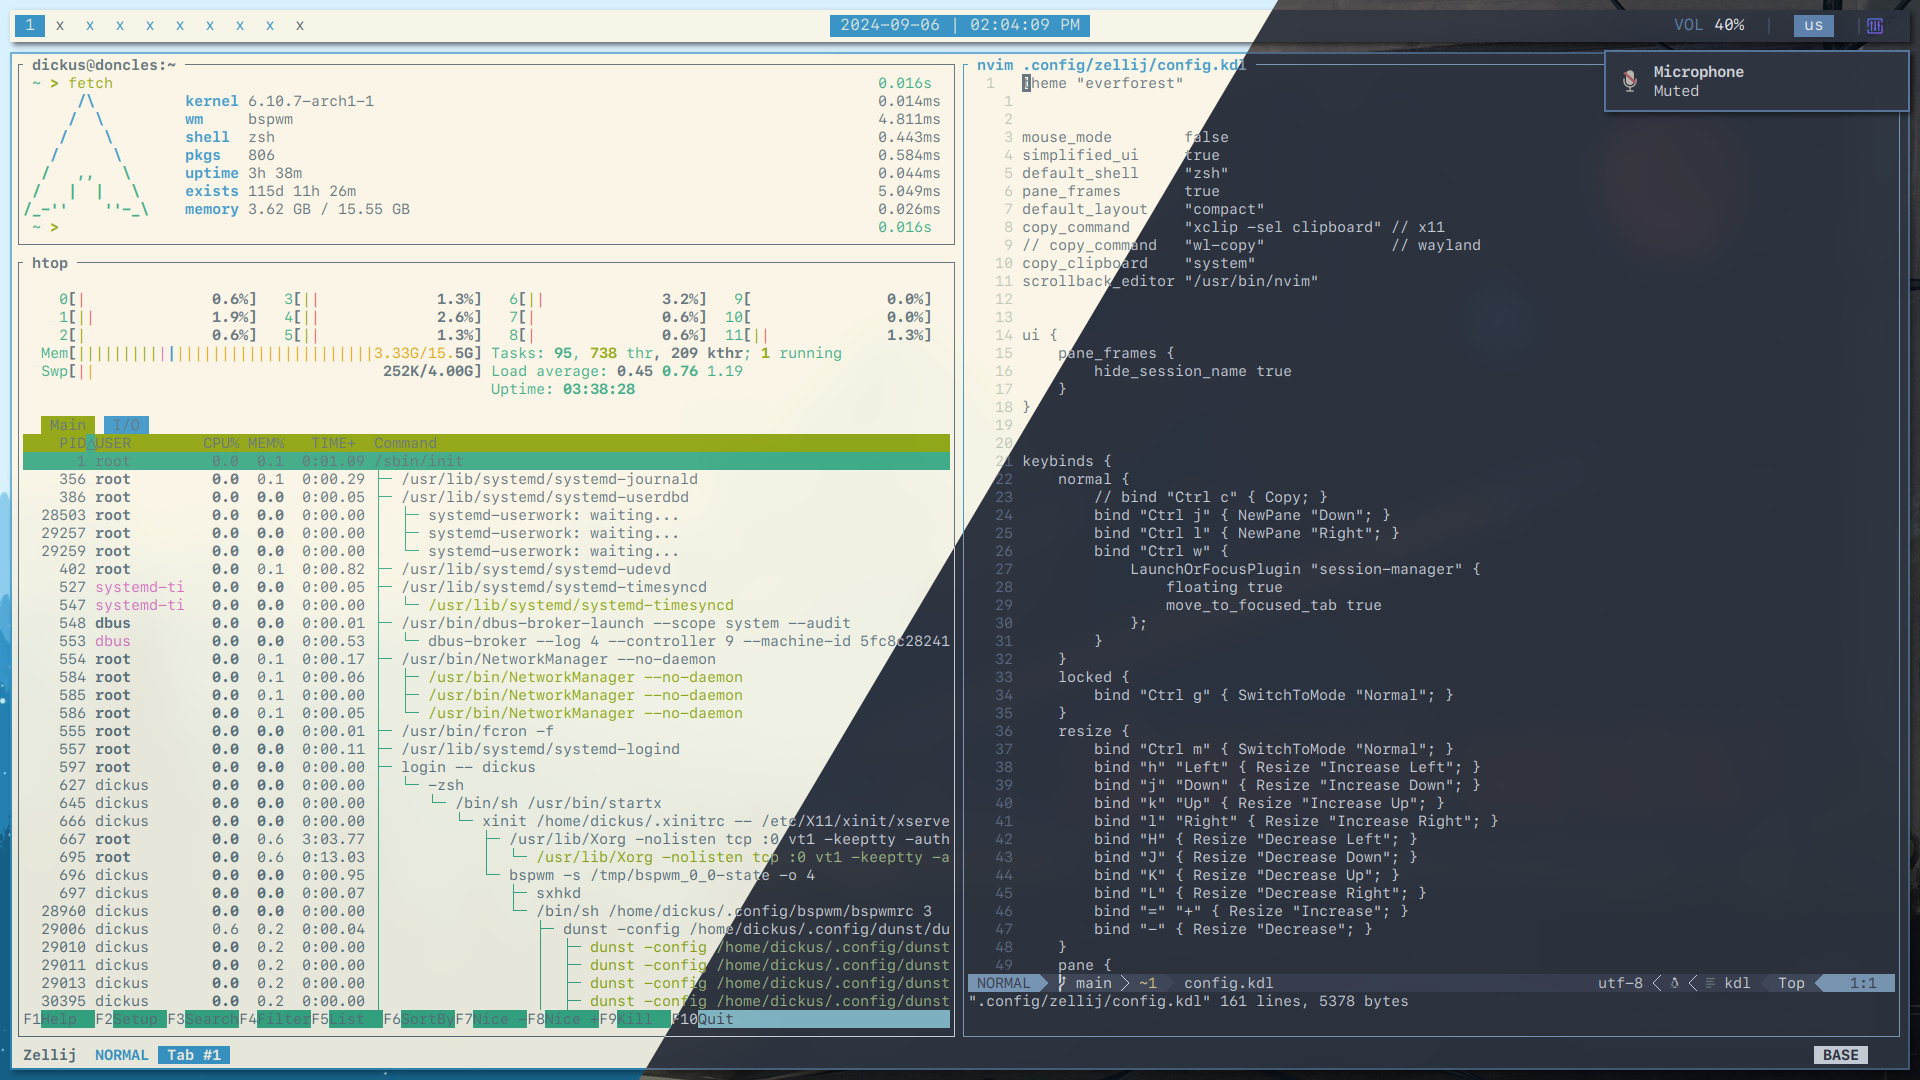 1 x x x x x x x x x
2024-09-06 | 02:04:09 PM
VOL 40% | us |
Microphone
Muted
dickus@doncles:~
~ > fetch 0.016s
/\ kernel 6.10.7-arch1-1 0.014ms
/  \ wm bspwm 4.811ms
/    \ shell zsh 0.443ms
/      \ pkgs 806 0.584ms
/   ,,   \ uptime 3h 38m 0.044ms
/   |  |   \ exists 115d 11h 26m 5.049ms
/_-''    ''-_\ memory 3.62 GB / 15.55 GB 0.026ms
~ > 0.016s
htop
0[| 0.6%] 3[|| 1.3%] 6[|| 3.2%] 9[ 0.0%]
1[|| 1.9%] 4[|| 2.6%] 7[| 0.6%] 10[ 0.0%]
2[| 0.6%] 5[|| 1.3%] 8[| 0.6%] 11[|| 1.3%]
Mem[|||||||||||||||||||||||||||||||||3.33G/15.5G] Tasks: 95, 738 thr, 209 kthr; 1 running
Swp[|| 252K/4.00G] Load average: 0.45 0.76 1.19
Uptime: 03:38:28
Main I/O
PID△USER CPU% MEM% TIME+ Command
1 root 0.0 0.1 0:01.09 /sbin/init
356 root 0.0 0.1 0:00.29 ├─ /usr/lib/systemd/systemd-journald
386 root 0.0 0.0 0:00.05 ├─ /usr/lib/systemd/systemd-userdbd
28503 root 0.0 0.0 0:00.00 │  ├─ systemd-userwork: waiting...
29257 root 0.0 0.0 0:00.00 │  ├─ systemd-userwork: waiting...
29259 root 0.0 0.0 0:00.00 │  └─ systemd-userwork: waiting...
402 root 0.0 0.1 0:00.82 ├─ /usr/lib/systemd/systemd-udevd
527 systemd-ti 0.0 0.0 0:00.05 ├─ /usr/lib/systemd/systemd-timesyncd
547 systemd-ti 0.0 0.0 0:00.00 │  └─ /usr/lib/systemd/systemd-timesyncd
548 dbus 0.0 0.0 0:00.01 ├─ /usr/bin/dbus-broker-launch --scope system --audit
553 dbus 0.0 0.0 0:00.53 │  └─ dbus-broker --log 4 --controller 9 --machine-id 5fc8c28241
554 root 0.0 0.1 0:00.17 ├─ /usr/bin/NetworkManager --no-daemon
584 root 0.0 0.1 0:00.06 │  ├─ /usr/bin/NetworkManager --no-daemon
585 root 0.0 0.1 0:00.00 │  ├─ /usr/bin/NetworkManager --no-daemon
586 root 0.0 0.1 0:00.05 │  └─ /usr/bin/NetworkManager --no-daemon
555 root 0.0 0.0 0:00.01 ├─ /usr/bin/fcron -f
557 root 0.0 0.0 0:00.11 ├─ /usr/lib/systemd/systemd-logind
597 root 0.0 0.0 0:00.00 ├─ login -- dickus
627 dickus 0.0 0.0 0:00.00 │  └─ -zsh
645 dickus 0.0 0.0 0:00.00 │     └─ /bin/sh /usr/bin/startx
666 dickus 0.0 0.0 0:00.00 │        └─ xinit /home/dickus/.xinitrc -- /etc/X11/xinit/xserve
667 root 0.0 0.6 3:03.77 │           ├─ /usr/lib/Xorg -nolisten tcp :0 vt1 -keeptty -auth
695 root 0.0 0.6 0:13.03 │           │  └─ /usr/lib/Xorg -nolisten tcp :0 vt1 -keeptty -a
696 dickus 0.0 0.0 0:00.95 │           └─ bspwm -s /tmp/bspwm_0_0-state -o 4
697 dickus 0.0 0.0 0:00.07 │              ├─ sxhkd
28960 dickus 0.0 0.0 0:00.00 │              └─ /bin/sh /home/dickus/.config/bspwm/bspwmrc 3
29006 dickus 0.6 0.2 0:00.04 │                 ├─ dunst -config /home/dickus/.config/dunst/du
29010 dickus 0.0 0.2 0:00.00 │                 │  ├─ dunst -config /home/dickus/.config/dunst
29011 dickus 0.0 0.2 0:00.00 │                 │  ├─ dunst -config /home/dickus/.config/dunst
29013 dickus 0.0 0.2 0:00.00 │                 │  ├─ dunst -config /home/dickus/.config/dunst
30395 dickus 0.0 0.2 0:00.00 │                 │  ├─ dunst -config /home/dickus/.config/dunst
F1Help F2Setup F3SearchF4FilterF5List F6SortByF7Nice -F8Nice +F9Kill F10Quit
nvim .config/zellij/config.kdl
1 theme "everforest"
1
2
3 mouse_mode false
4 simplified_ui true
5 default_shell "zsh"
6 pane_frames true
7 default_layout "compact"
8 copy_command "xclip -sel clipboard" // x11
9 // copy_command "wl-copy" // wayland
10 copy_clipboard "system"
11 scrollback_editor "/usr/bin/nvim"
12
13
14 ui {
15 pane_frames {
16 hide_session_name true
17 }
18 }
19
20
21 keybinds {
22 normal {
23 // bind "Ctrl c" { Copy; }
24 bind "Ctrl j" { NewPane "Down"; }
25 bind "Ctrl l" { NewPane "Right"; }
26 bind "Ctrl w" {
27 LaunchOrFocusPlugin "session-manager" {
28 floating true
29 move_to_focused_tab true
30 };
31 }
32 }
33 locked {
34 bind "Ctrl g" { SwitchToMode "Normal"; }
35 }
36 resize {
37 bind "Ctrl m" { SwitchToMode "Normal"; }
38 bind "h" "Left" { Resize "Increase Left"; }
39 bind "j" "Down" { Resize "Increase Down"; }
40 bind "k" "Up" { Resize "Increase Up"; }
41 bind "l" "Right" { Resize "Increase Right"; }
42 bind "H" { Resize "Decrease Left"; }
43 bind "J" { Resize "Decrease Down"; }
44 bind "K" { Resize "Decrease Up"; }
45 bind "L" { Resize "Decrease Right"; }
46 bind "=" "+" { Resize "Increase"; }
47 bind "-" { Resize "Decrease"; }
48 }
49 pane {
NORMAL main ~1 config.kdl utf-8 kdl Top 1:1
".config/zellij/config.kdl" 161 lines, 5378 bytes
Zellij NORMAL Tab #1 BASE